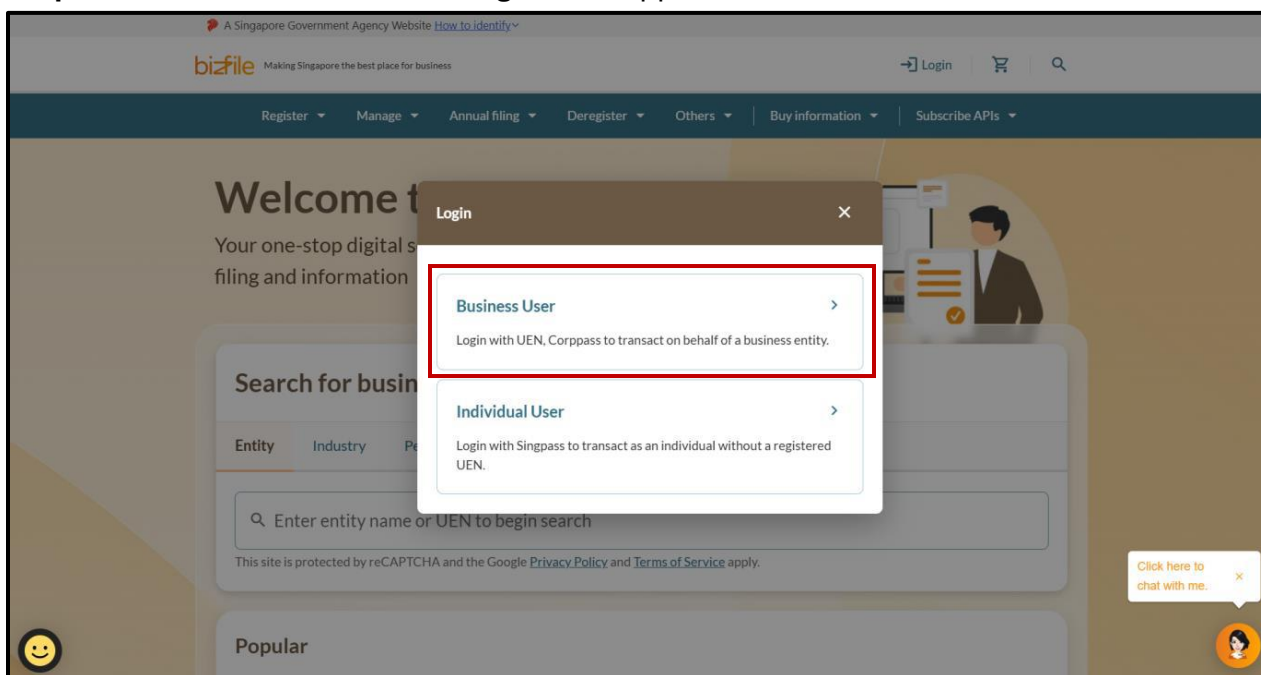 A Singapore Government Agency Website How to identify
bizfile Making Singapore the best place for business
Login
Register Manage Annual filing Deregister Others Buy information Subscribe APIs
Welcome t
Your one-stop digital s
filing and information
Login
Business User
Login with UEN, Corppass to transact on behalf of a business entity.
Individual User
Login with Singpass to transact as an individual without a registered
UEN.
Search for busin
Entity Industry Pe
Enter entity name or UEN to begin search
This site is protected by reCAPTCHA and the Google Privacy Policy and Terms of Service apply.
Click here to
chat with me.
Popular